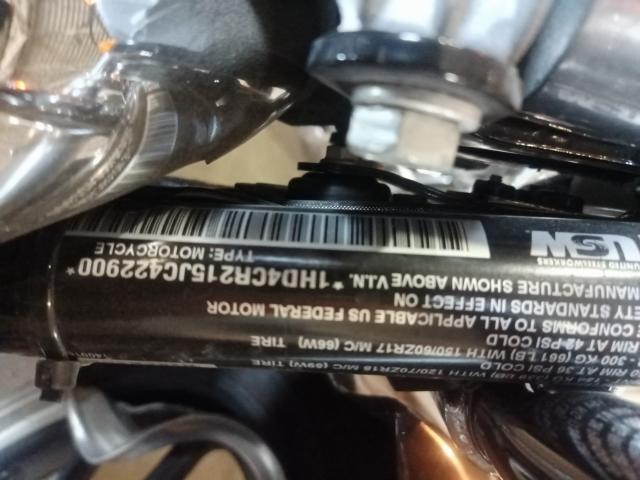 LB) WITH 120/70ZR18 M/C (59W) TIRE
RIM AT 36 PSI COLD
300 KG (661 LB) WITH 150/60ZR17 M/C (66W) TIRE
RIM AT 42 PSI COLD
CONFORMS TO ALL APPLICABLE US FEDERAL MOTOR
ETY STANDARDS IN EFFECT ON
MANUFACTURE SHOWN ABOVE V.I.N. *1HD4CR215JC422900*
UNITED STEELWORKERS
TYPE: MOTORCYCLE
USW